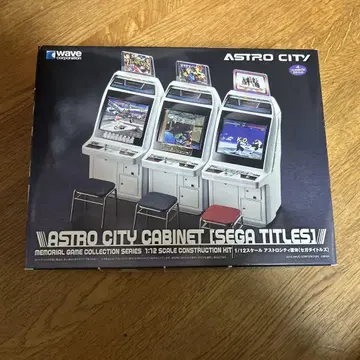 wave
corporation
ASTRO CITY
ASTRO CITY CABINET [SEGA TITLES]
MEMORIAL GAME COLLECTION SERIES 1:12 SCALE CONSTRUCTION KIT 1/12スケール アストロシティ筐体 [セガタイトルズ]